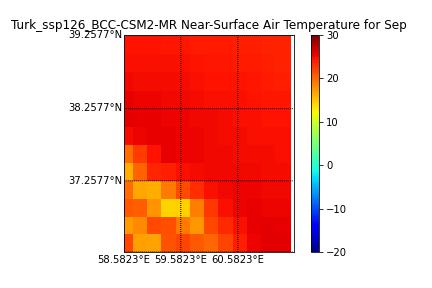 Turk_ssp126_BCC-CSM2-MR Near-Surface Air Temperature for Sep
39.2577°N
38.2577°N
37.2577°N
58.5823°E 59.5823°E 60.5823°E
30
20
10
0
−10
−20